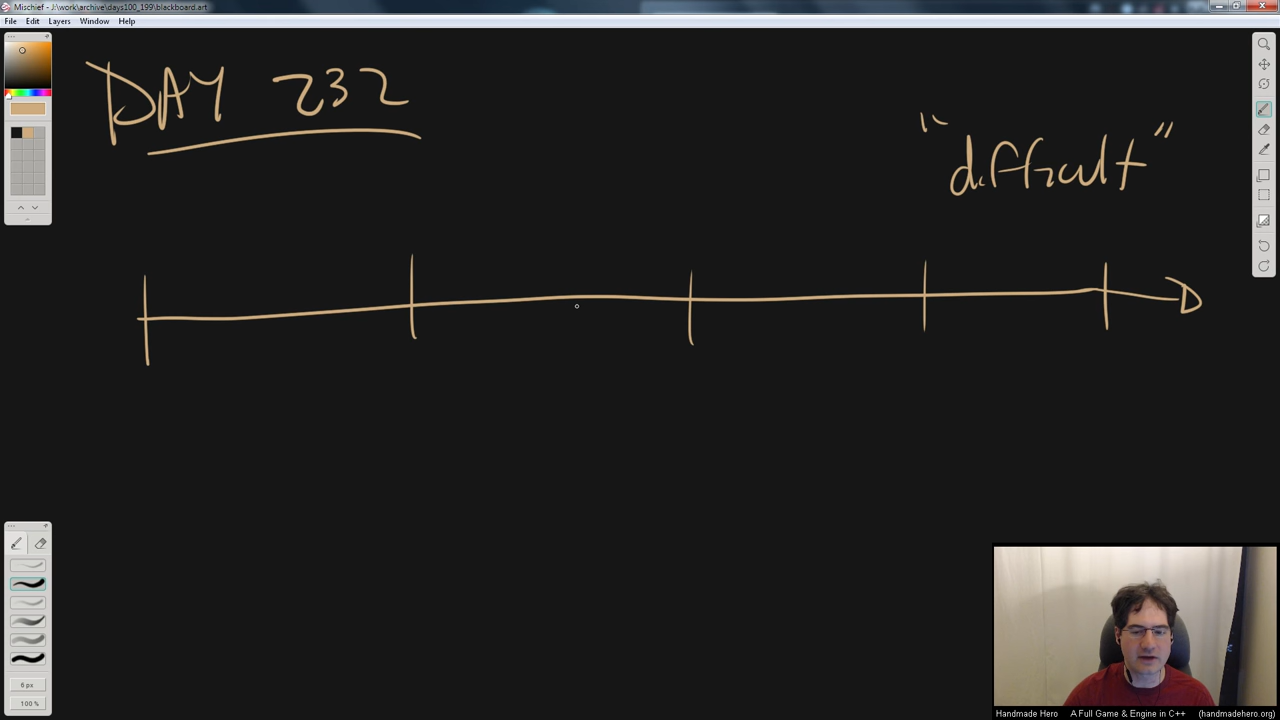 Mischief - J:\work\archive\days100_199\blackboard.art
File Edit Layers Window Help
DAY 232
"difficult"
6 px
100 %
Handmade Hero A Full Game & Engine in C++ (handmadehero.org)